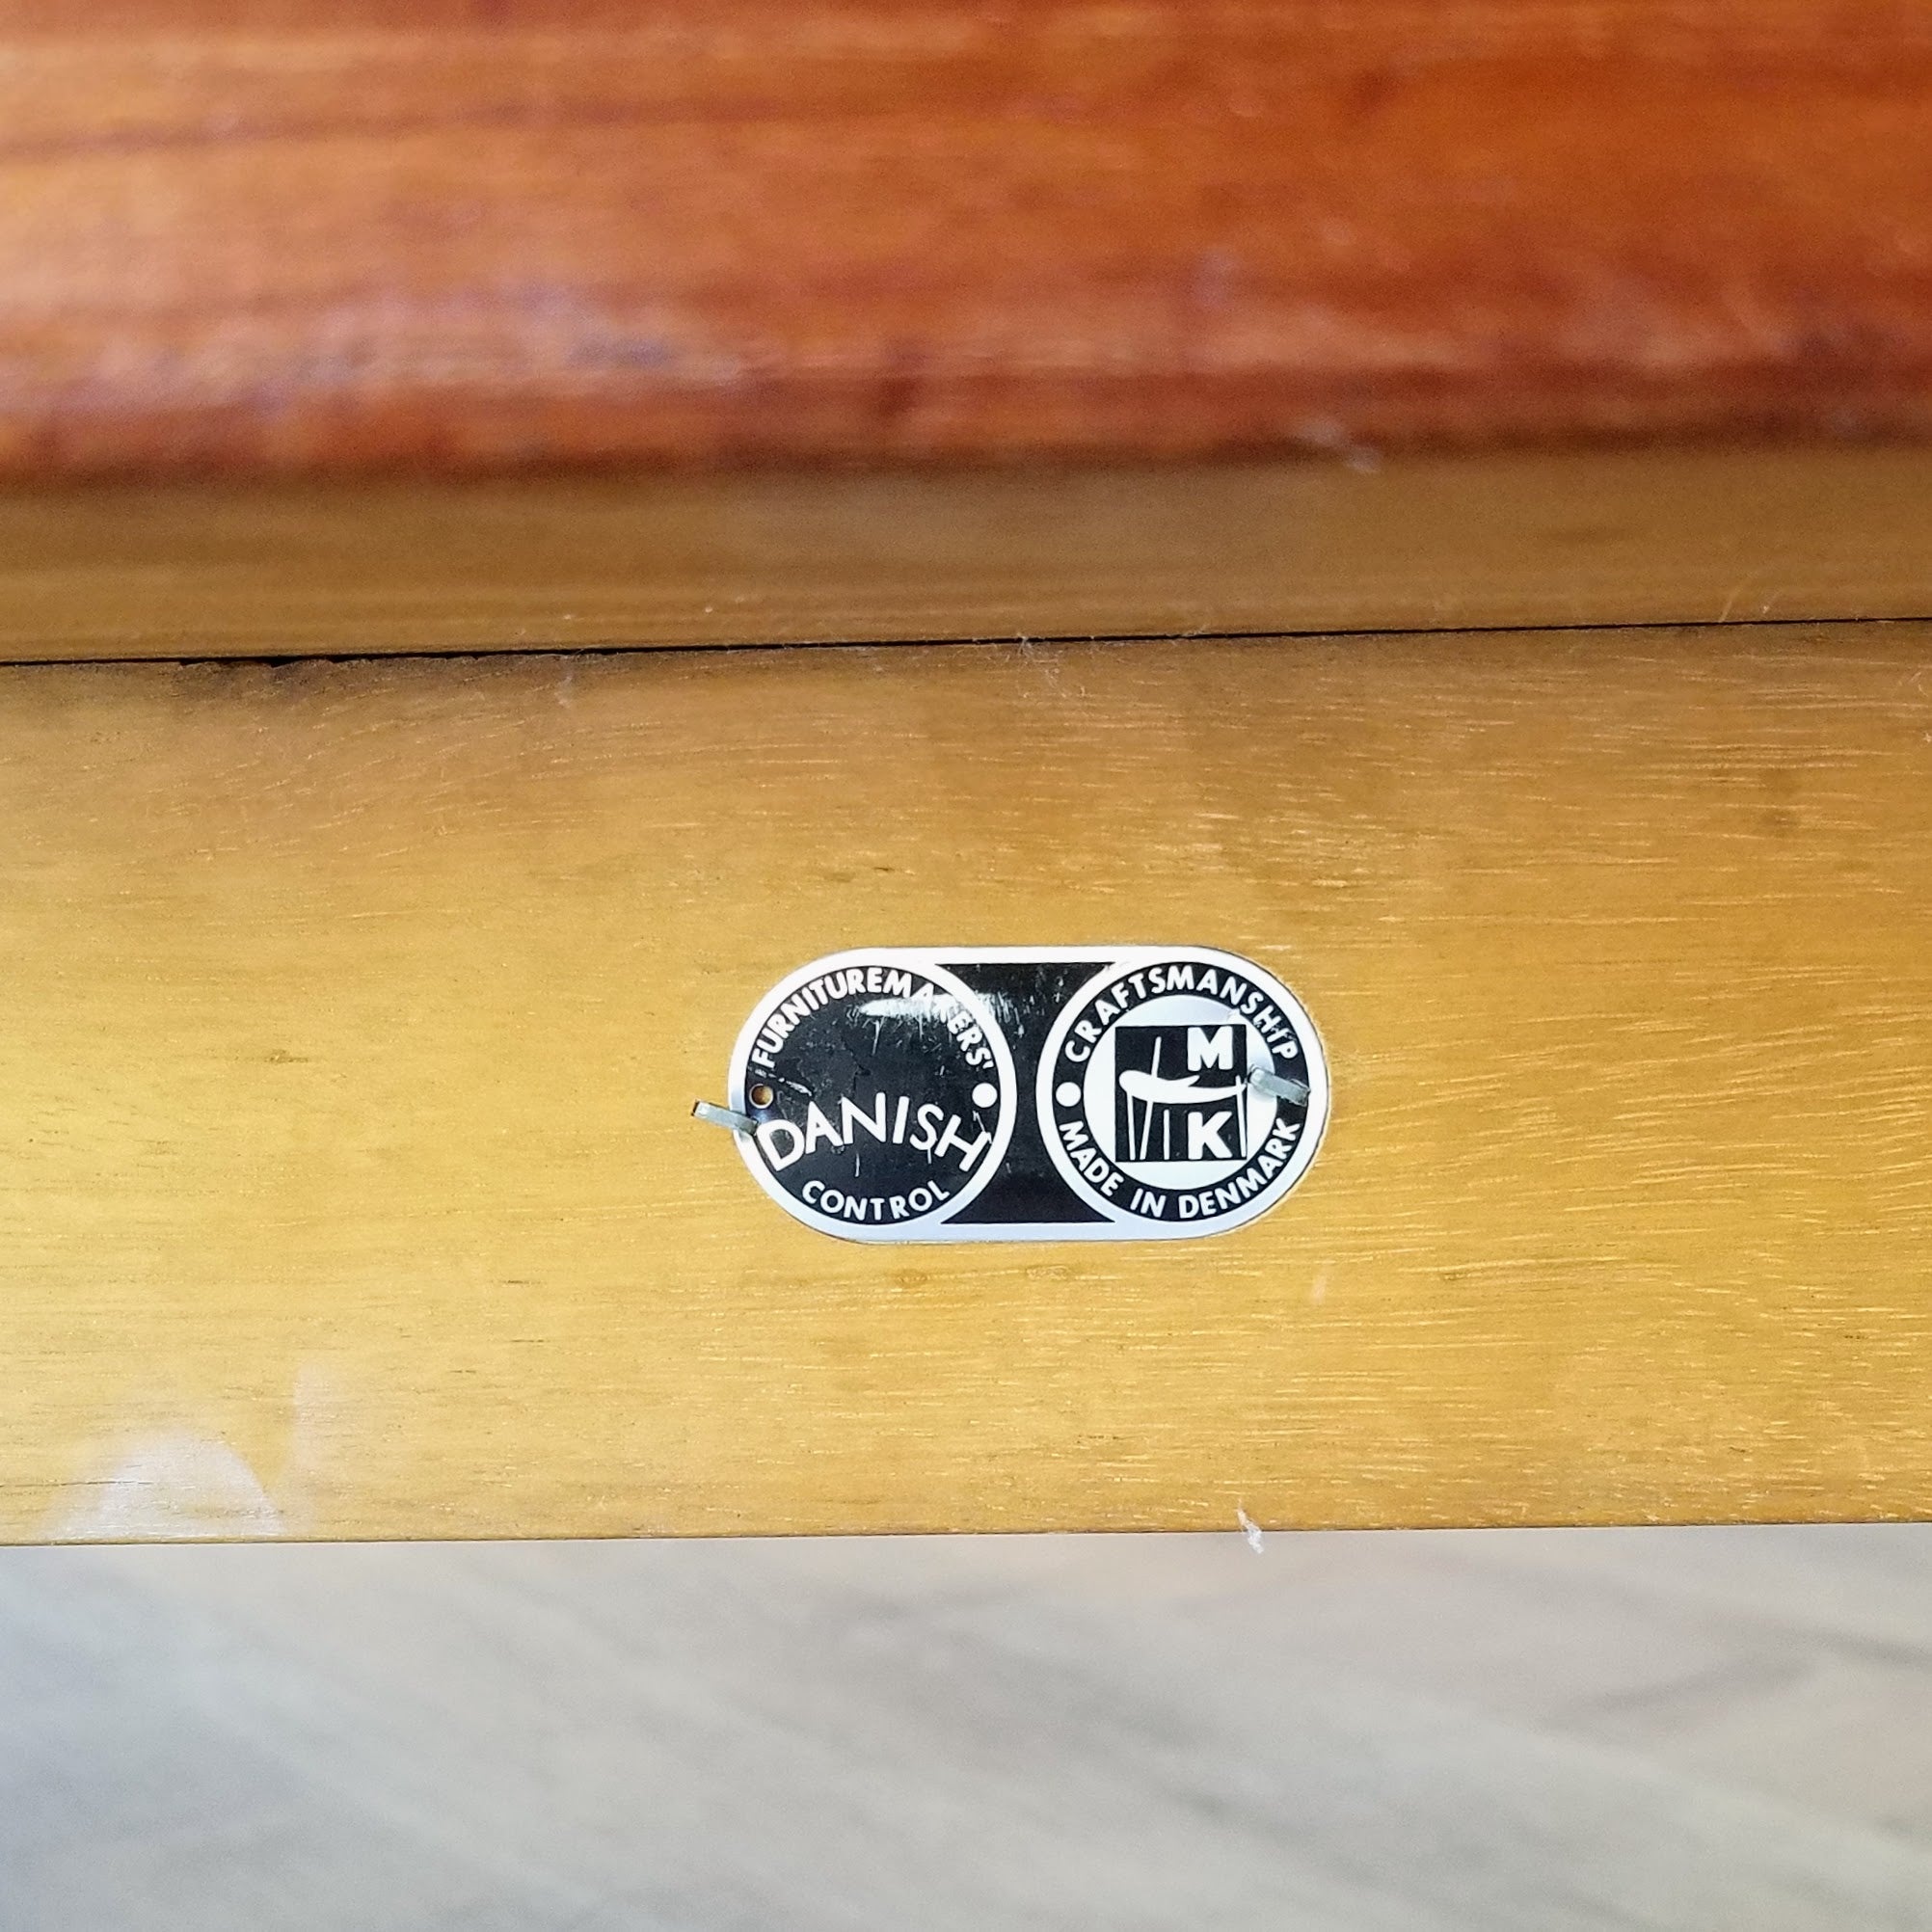 FURNITUREMAKERS'
DANISH
CONTROL
CRAFTSMANSHIP
M
K
MADE IN DENMARK